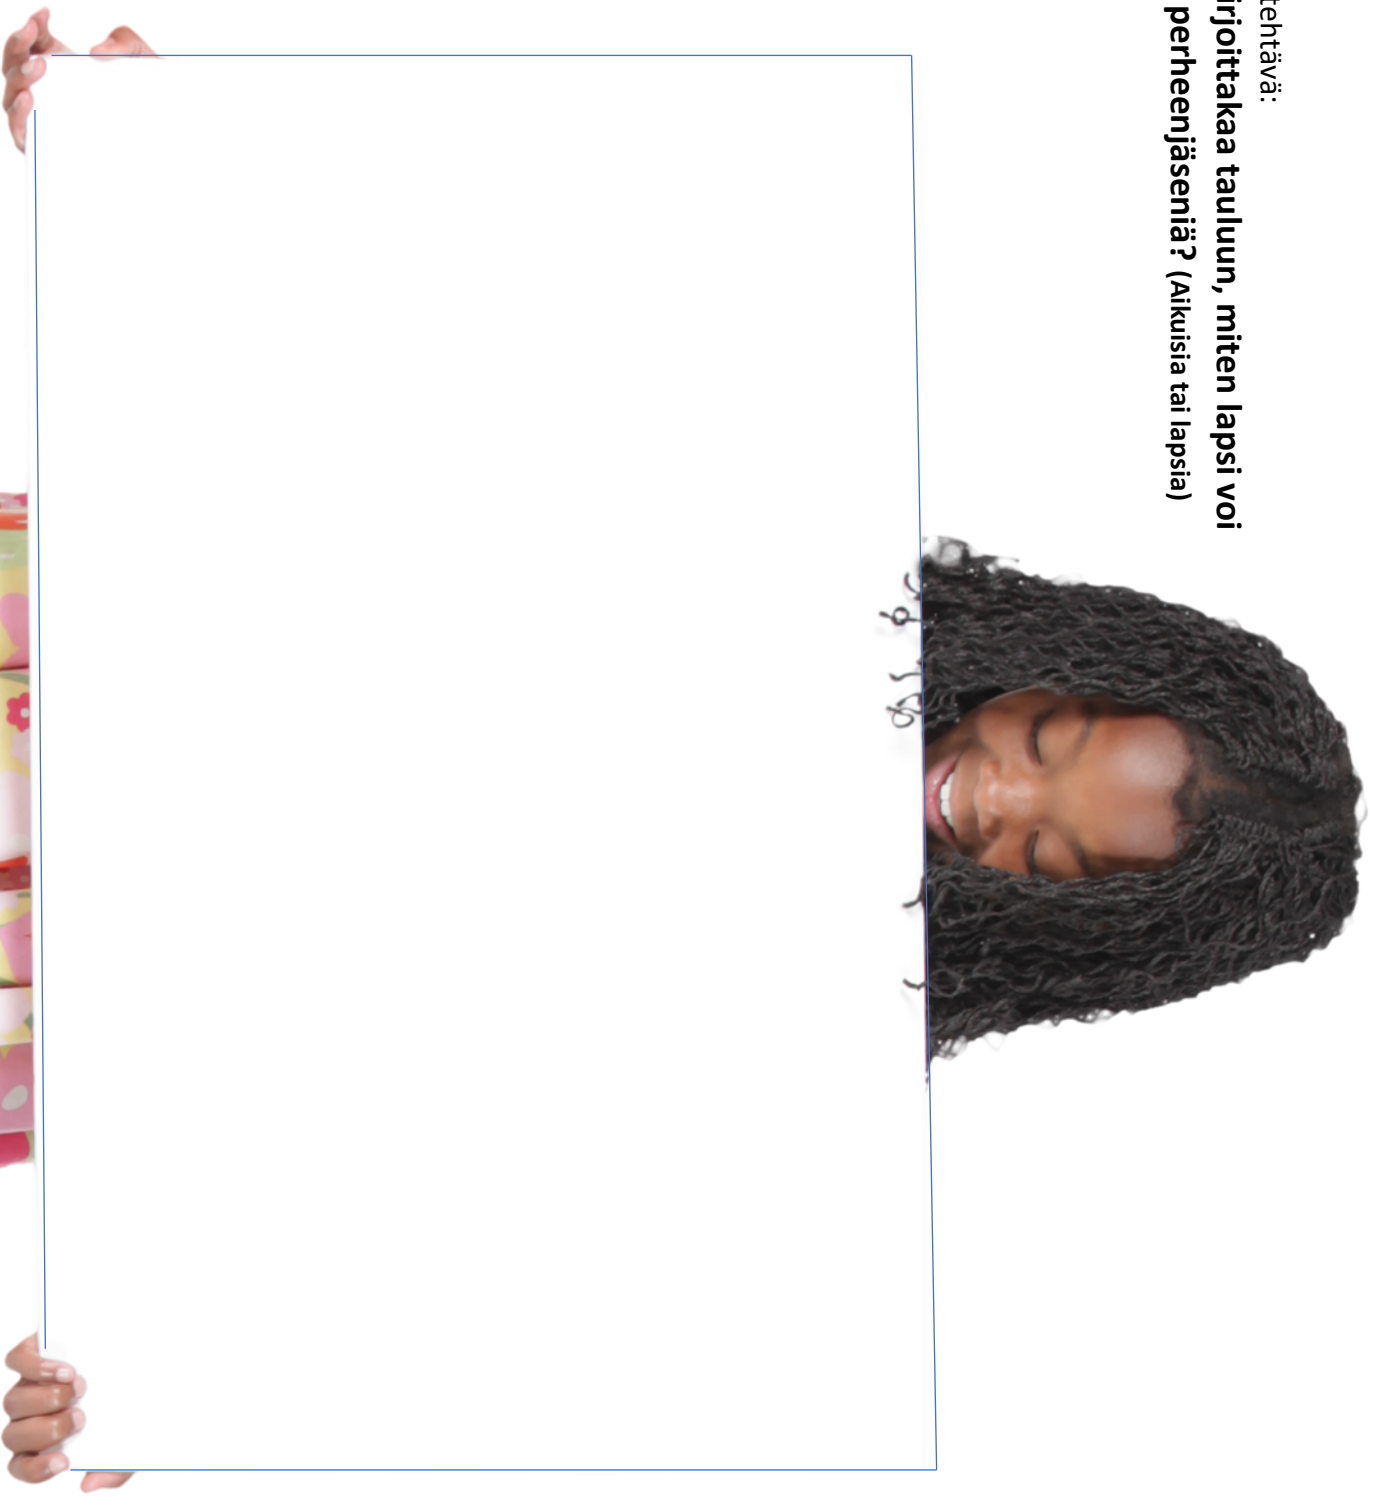 tehtävä:
irjoittakaa tauluun, miten lapsi voi
perheenjäseniä? (Aikuisia tai lapsia)